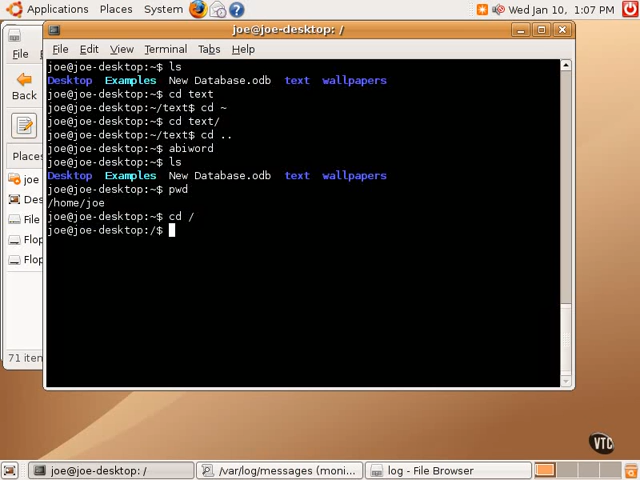 Applications Places System Wed Jan 10, 1:07 PM
joe@joe-desktop: /
File Edit View Terminal Tabs Help
joe@joe-desktop:~$ ls
Desktop Examples New Database.odb text wallpapers
joe@joe-desktop:~$ cd text
joe@joe-desktop:~/text$ cd ~
joe@joe-desktop:~$ cd text/
joe@joe-desktop:~/text$ cd ..
joe@joe-desktop:~$ abiword
joe@joe-desktop:~$ ls
Desktop Examples New Database.odb text wallpapers
joe@joe-desktop:~$ pwd
/home/joe
joe@joe-desktop:~$ cd /
joe@joe-desktop:/$
File
Back
Places
joe
Des
File
Flop
Flop
71 item
VTC
joe@joe-desktop: /
/var/log/messages (moni...
log - File Browser